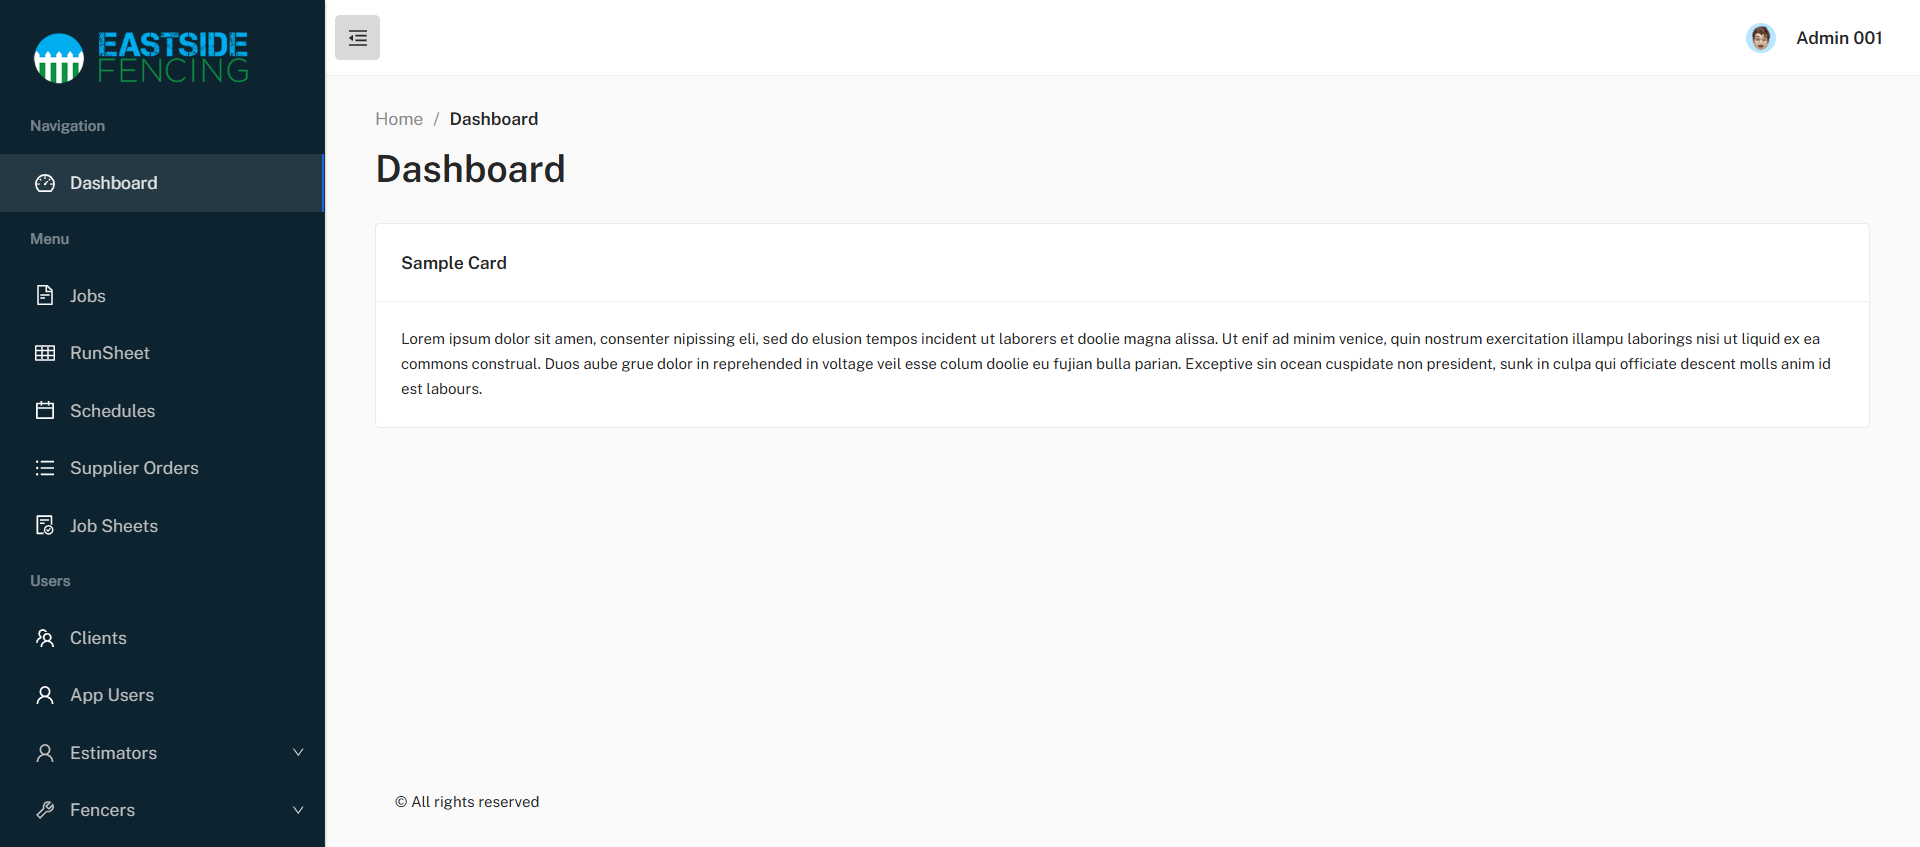 EASTSIDE
FENCING
Navigation
Dashboard
Menu
Jobs
RunSheet
Schedules
Supplier Orders
Job Sheets
Users
Clients
App Users
Estimators
Fencers
Admin 001
Home / Dashboard
Dashboard
Sample Card
Lorem ipsum dolor sit amen, consenter nipissing eli, sed do elusion tempos incident ut laborers et doolie magna alissa. Ut enif ad minim venice, quin nostrum exercitation illampu laborings nisi ut liquid ex ea
commons construal. Duos aube grue dolor in reprehended in voltage veil esse colum doolie eu fujian bulla parian. Exceptive sin ocean cuspidate non president, sunk in culpa qui officiate descent molls anim id
est labours.
© All rights reserved